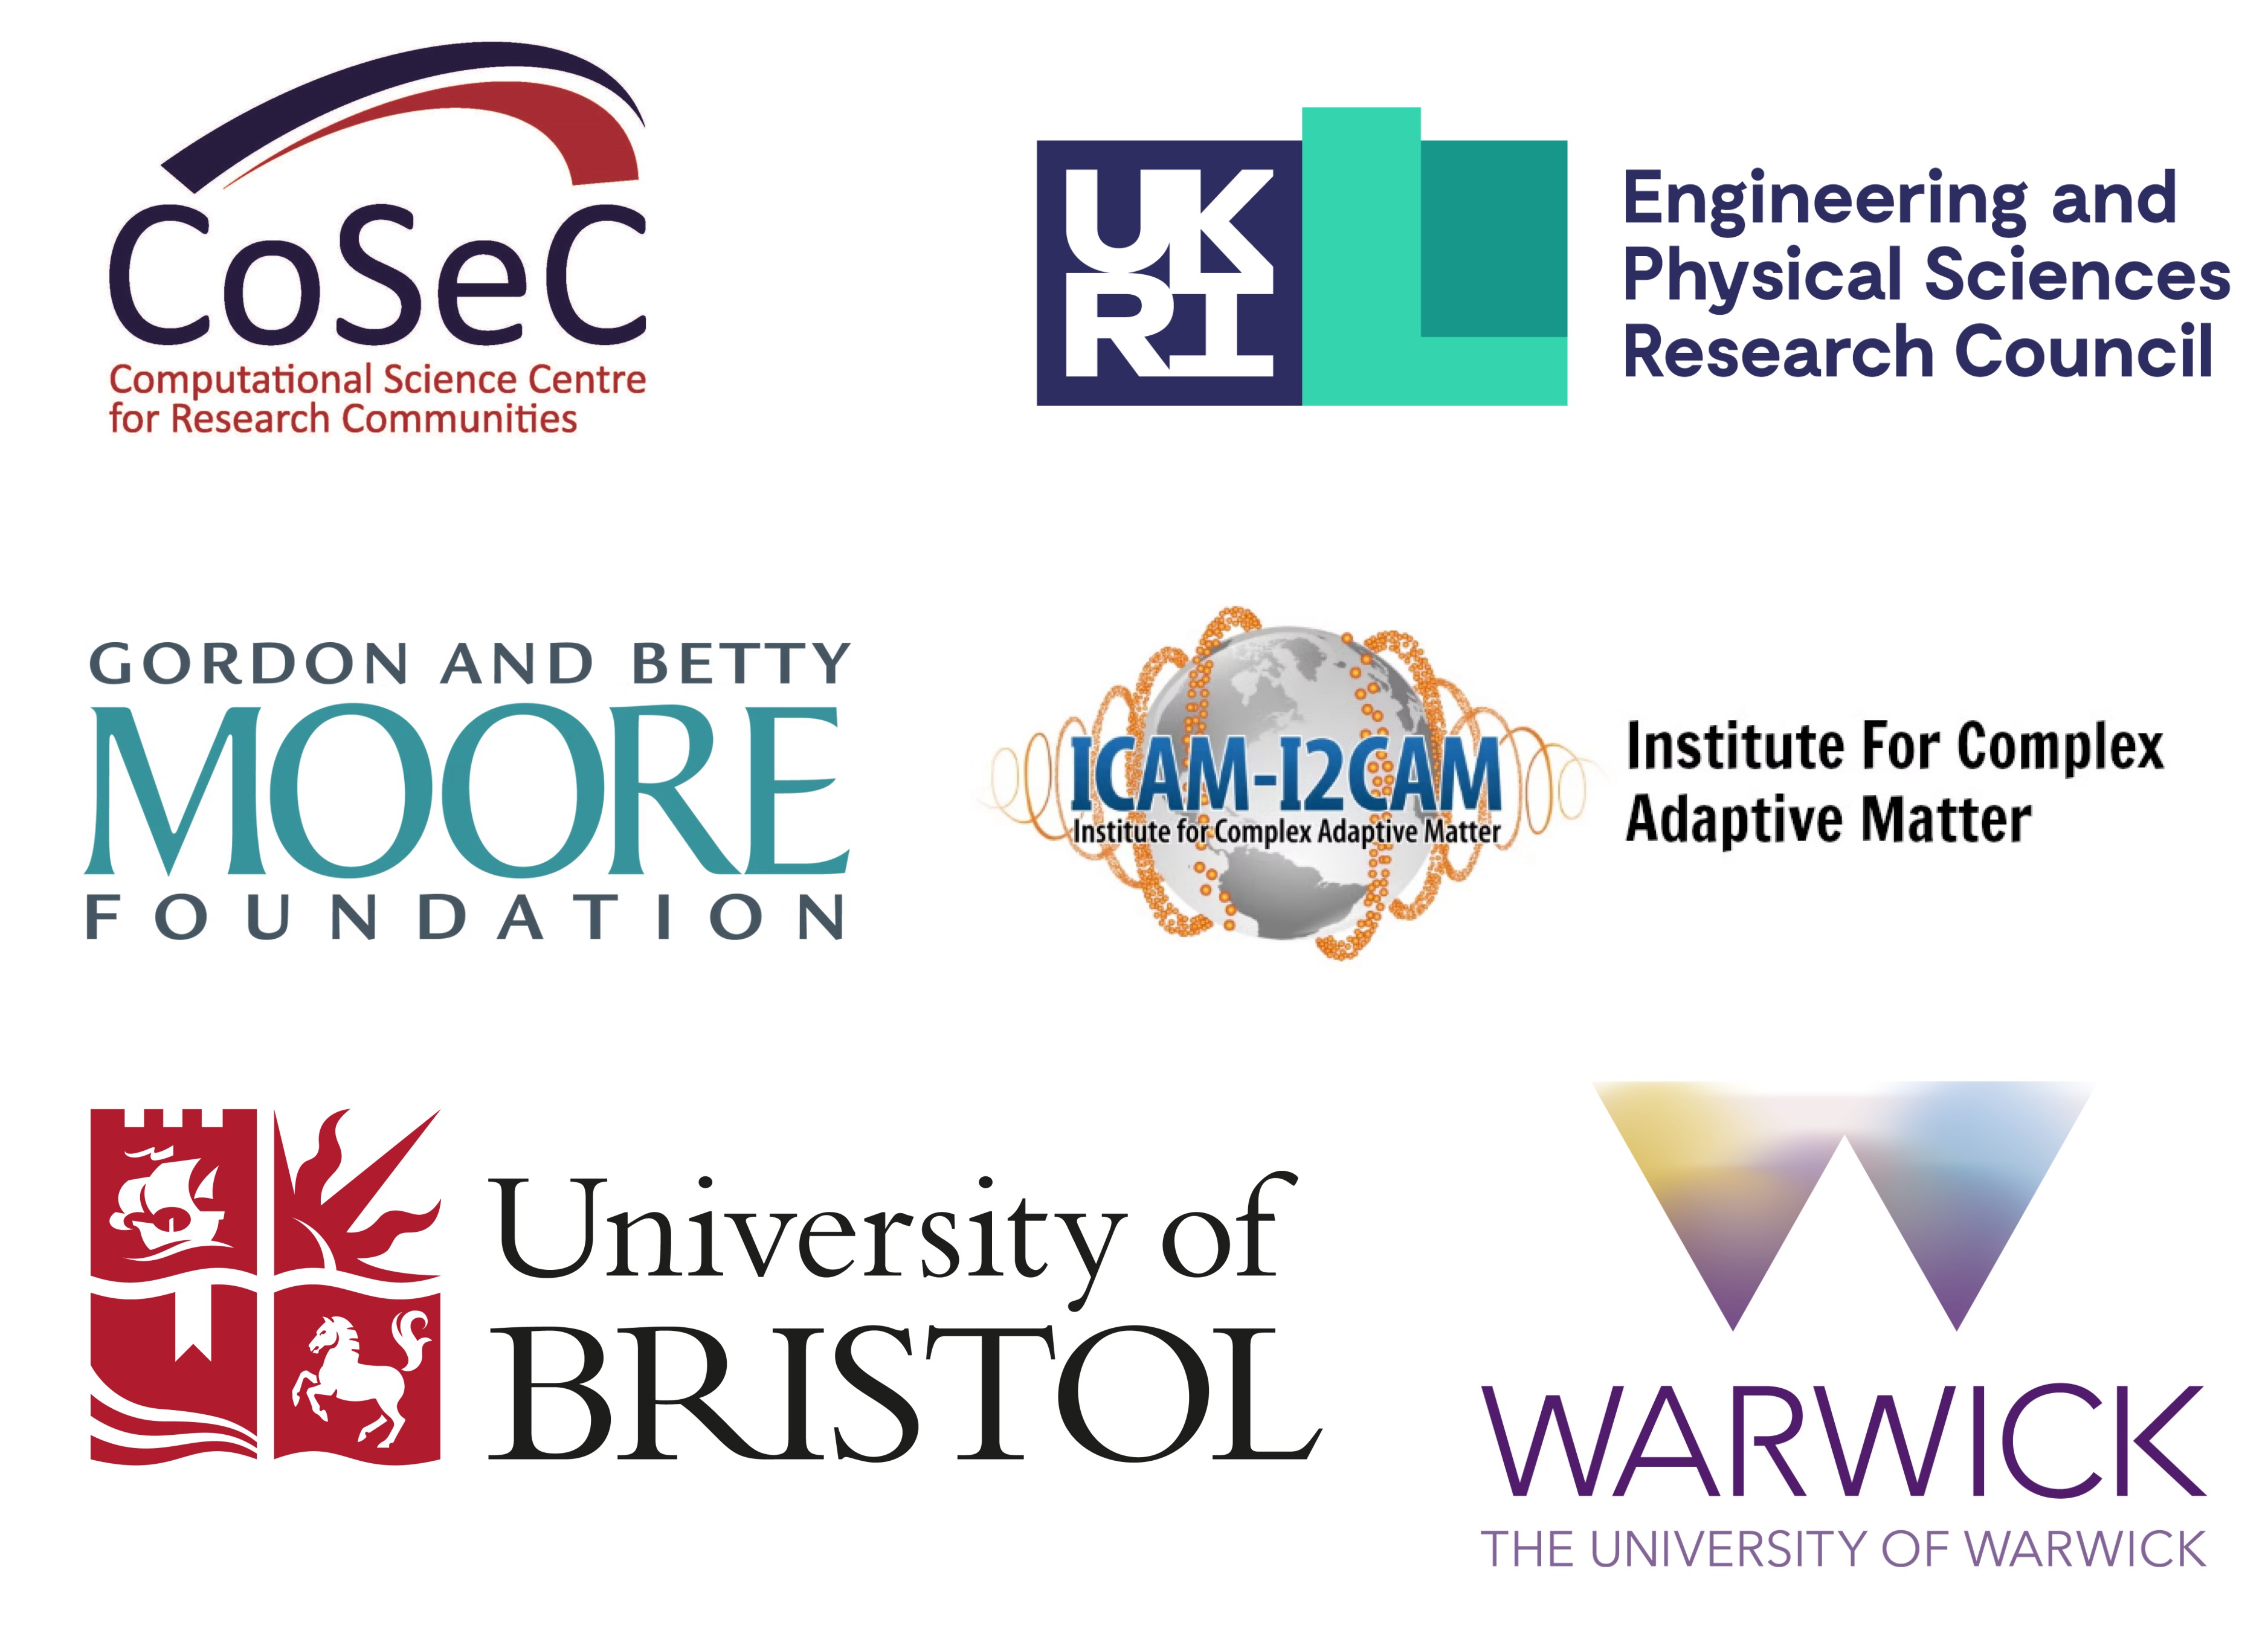 CoSeC
Computational Science Centre
for Research Communities
UK
RI
Engineering and
Physical Sciences
Research Council
GORDON AND BETTY
MOORE
FOUNDATION
ICAM-I2CAM
Institute for Complex Adaptive Matter
Institute For Complex
Adaptive Matter
University of
BRISTOL
WARWICK
THE UNIVERSITY OF WARWICK